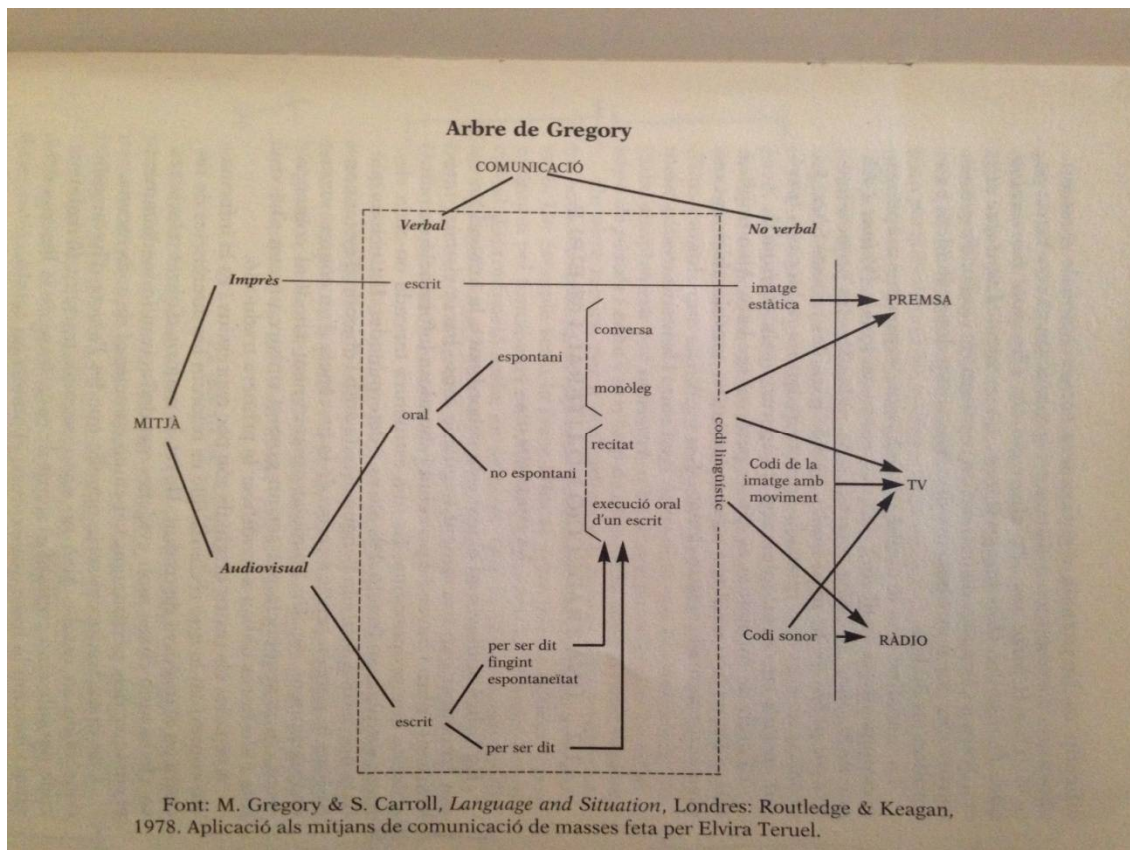 Arbre de Gregory
COMUNICACIÓ
Verbal
No verbal
Imprès
escrit
imatge
estàtica
PREMSA
conversa
espontani
monòleg
MITJÀ
oral
codi lingüístic
recitat
no espontani
Codi de la
imatge amb
moviment
TV
execució oral
d'un escrit
Audiovisual
Codi sonor
RÀDIO
per ser dit
fingint
espontaneïtat
escrit
per ser dit
Font: M. Gregory & S. Carroll, Language and Situation, Londres: Routledge & Keagan,
1978. Aplicació als mitjans de comunicació de masses feta per Elvira Teruel.